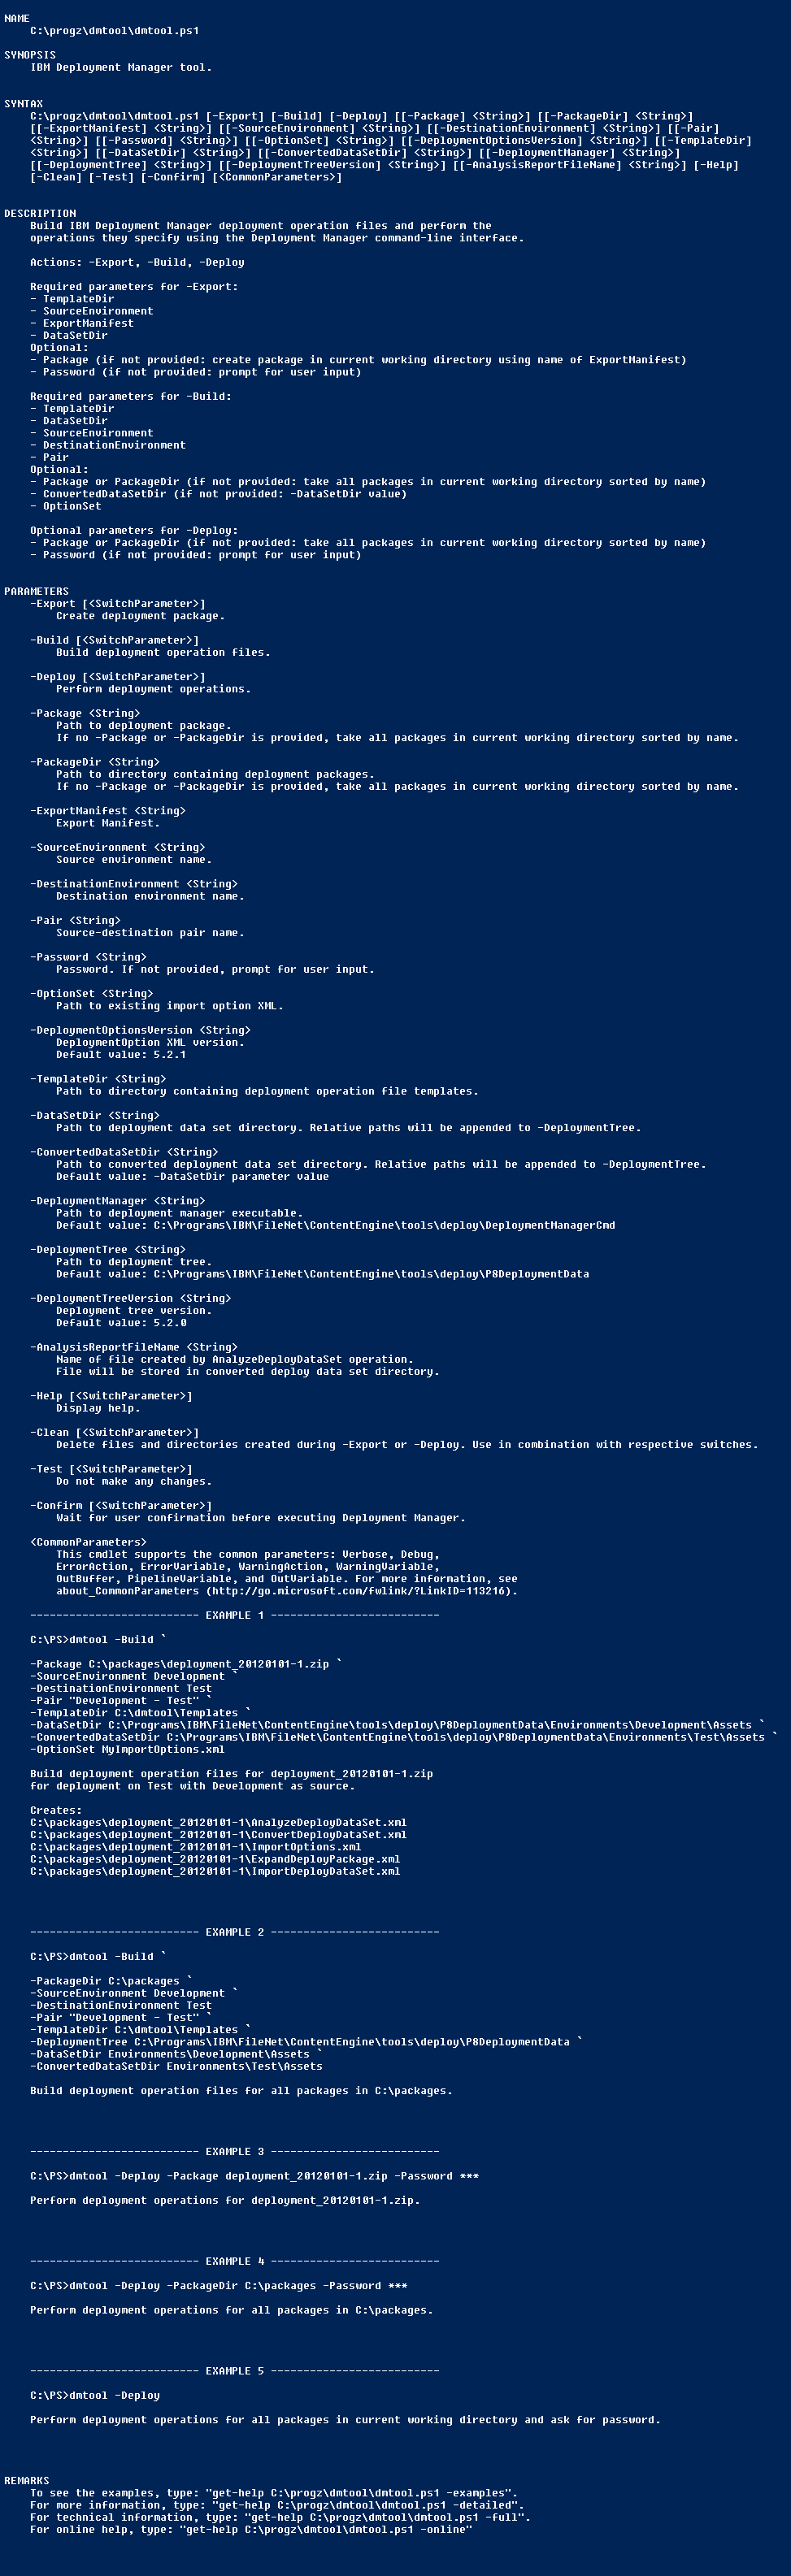 NAME
C:\progz\dmtool\dmtool.ps1
SYNOPSIS
IBM Deployment Manager tool.
SYNTAX
C:\progz\dmtool\dmtool.ps1 [-Export] [-Build] [-Deploy] [[-Package] <String>] [[-PackageDir] <String>]
[[-ExportManifest] <String>] [[-SourceEnvironment] <String>] [[-DestinationEnvironment] <String>] [[-Pair]
<String>] [[-Password] <String>] [[-OptionSet] <String>] [[-DeploymentOptionsVersion] <String>] [[-TemplateDir]
<String>] [[-DataSetDir] <String>] [[-ConvertedDataSetDir] <String>] [[-DeploymentManager] <String>]
[[-DeploymentTree] <String>] [[-DeploymentTreeVersion] <String>] [[-AnalysisReportFileName] <String>] [-Help]
[-Clean] [-Test] [-Confirm] [<CommonParameters>]
DESCRIPTION
Build IBM Deployment Manager deployment operation files and perform the
operations they specify using the Deployment Manager command-line interface.
Actions: -Export, -Build, -Deploy
Required parameters for -Export:
- TemplateDir
- SourceEnvironment
- ExportManifest
- DataSetDir
Optional:
- Package (if not provided: create package in current working directory using name of ExportManifest)
- Password (if not provided: prompt for user input)
Required parameters for -Build:
- TemplateDir
- DataSetDir
- SourceEnvironment
- DestinationEnvironment
- Pair
Optional:
- Package or PackageDir (if not provided: take all packages in current working directory sorted by name)
- ConvertedDataSetDir (if not provided: -DataSetDir value)
- OptionSet
Optional parameters for -Deploy:
- Package or PackageDir (if not provided: take all packages in current working directory sorted by name)
- Password (if not provided: prompt for user input)
PARAMETERS
-Export [<SwitchParameter>]
Create deployment package.
-Build [<SwitchParameter>]
Build deployment operation files.
-Deploy [<SwitchParameter>]
Perform deployment operations.
-Package <String>
Path to deployment package.
If no -Package or -PackageDir is provided, take all packages in current working directory sorted by name.
-PackageDir <String>
Path to directory containing deployment packages.
If no -Package or -PackageDir is provided, take all packages in current working directory sorted by name.
-ExportManifest <String>
Export Manifest.
-SourceEnvironment <String>
Source environment name.
-DestinationEnvironment <String>
Destination environment name.
-Pair <String>
Source-destination pair name.
-Password <String>
Password. If not provided, prompt for user input.
-OptionSet <String>
Path to existing import option XML.
-DeploymentOptionsVersion <String>
DeploymentOption XML version.
Default value: 5.2.1
-TemplateDir <String>
Path to directory containing deployment operation file templates.
-DataSetDir <String>
Path to deployment data set directory. Relative paths will be appended to -DeploymentTree.
-ConvertedDataSetDir <String>
Path to converted deployment data set directory. Relative paths will be appended to -DeploymentTree.
Default value: -DataSetDir parameter value
-DeploymentManager <String>
Path to deployment manager executable.
Default value: C:\Programs\IBM\FileNet\ContentEngine\tools\deploy\DeploymentManagerCmd
-DeploymentTree <String>
Path to deployment tree.
Default value: C:\Programs\IBM\FileNet\ContentEngine\tools\deploy\P8DeploymentData
-DeploymentTreeVersion <String>
Deployment tree version.
Default value: 5.2.0
-AnalysisReportFileName <String>
Name of file created by AnalyzeDeployDataSet operation.
File will be stored in converted deploy data set directory.
-Help [<SwitchParameter>]
Display help.
-Clean [<SwitchParameter>]
Delete files and directories created during -Export or -Deploy. Use in combination with respective switches.
-Test [<SwitchParameter>]
Do not make any changes.
-Confirm [<SwitchParameter>]
Wait for user confirmation before executing Deployment Manager.
<CommonParameters>
This cmdlet supports the common parameters: Verbose, Debug,
ErrorAction, ErrorVariable, WarningAction, WarningVariable,
OutBuffer, PipelineVariable, and OutVariable. For more information, see
about_CommonParameters (http://go.microsoft.com/fwlink/?LinkID=113216).
-------------------------- EXAMPLE 1 --------------------------
C:\PS>dmtool -Build `
-Package C:\packages\deployment_20120101-1.zip `
-SourceEnvironment Development `
-DestinationEnvironment Test
-Pair "Development - Test" `
-TemplateDir C:\dmtool\Templates `
-DataSetDir C:\Programs\IBM\FileNet\ContentEngine\tools\deploy\P8DeploymentData\Environments\Development\Assets `
-ConvertedDataSetDir C:\Programs\IBM\FileNet\ContentEngine\tools\deploy\P8DeploymentData\Environments\Test\Assets `
-OptionSet MyImportOptions.xml
Build deployment operation files for deployment_20120101-1.zip
for deployment on Test with Development as source.
Creates:
C:\packages\deployment_20120101-1\AnalyzeDeployDataSet.xml
C:\packages\deployment_20120101-1\ConvertDeployDataSet.xml
C:\packages\deployment_20120101-1\ImportOptions.xml
C:\packages\deployment_20120101-1\ExpandDeployPackage.xml
C:\packages\deployment_20120101-1\ImportDeployDataSet.xml
-------------------------- EXAMPLE 2 --------------------------
C:\PS>dmtool -Build `
-PackageDir C:\packages `
-SourceEnvironment Development `
-DestinationEnvironment Test
-Pair "Development - Test" `
-TemplateDir C:\dmtool\Templates `
-DeploymentTree C:\Programs\IBM\FileNet\ContentEngine\tools\deploy\P8DeploymentData `
-DataSetDir Environments\Development\Assets `
-ConvertedDataSetDir Environments\Test\Assets
Build deployment operation files for all packages in C:\packages.
-------------------------- EXAMPLE 3 --------------------------
C:\PS>dmtool -Deploy -Package deployment_20120101-1.zip -Password ***
Perform deployment operations for deployment_20120101-1.zip.
-------------------------- EXAMPLE 4 --------------------------
C:\PS>dmtool -Deploy -PackageDir C:\packages -Password ***
Perform deployment operations for all packages in C:\packages.
-------------------------- EXAMPLE 5 --------------------------
C:\PS>dmtool -Deploy
Perform deployment operations for all packages in current working directory and ask for password.
REMARKS
To see the examples, type: "get-help C:\progz\dmtool\dmtool.ps1 -examples".
For more information, type: "get-help C:\progz\dmtool\dmtool.ps1 -detailed".
For technical information, type: "get-help C:\progz\dmtool\dmtool.ps1 -full".
For online help, type: "get-help C:\progz\dmtool\dmtool.ps1 -online"